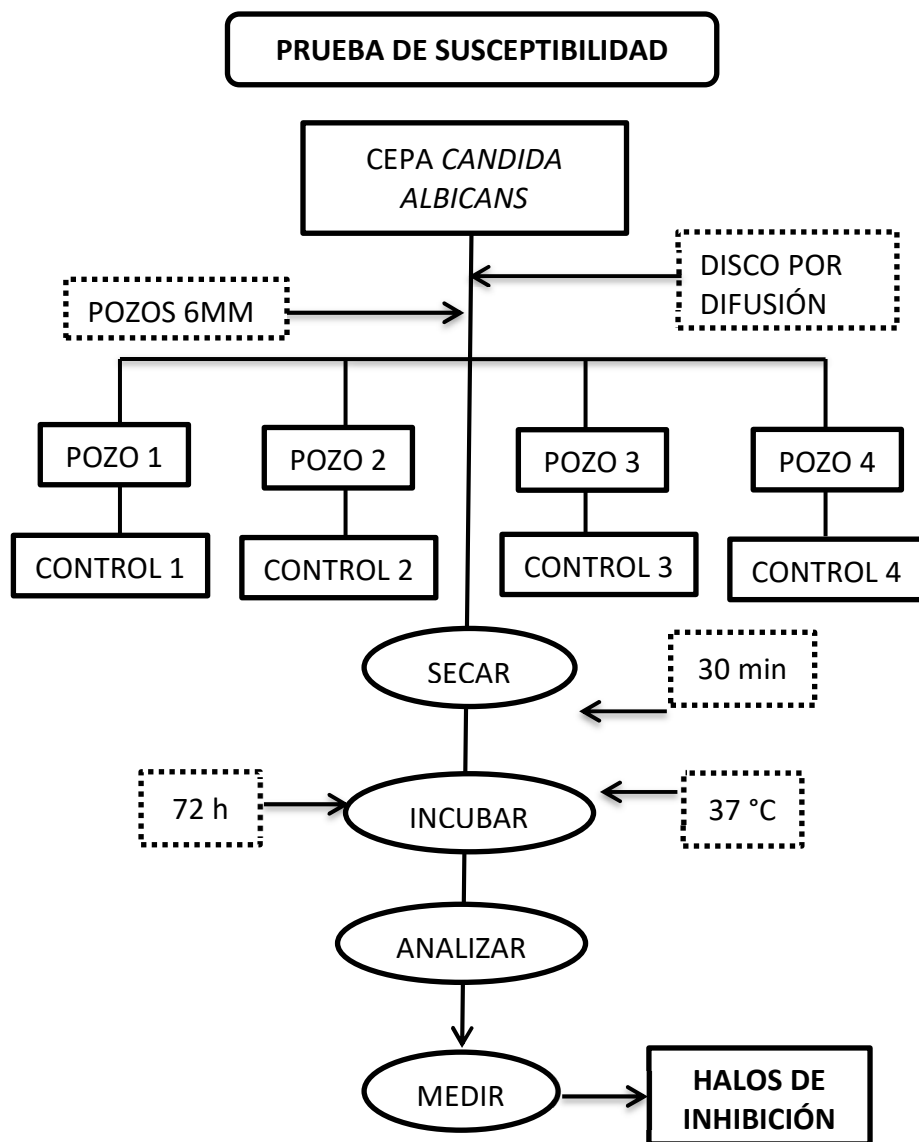 PRUEBA DE SUSCEPTIBILIDAD
CEPA CANDIDA
ALBICANS
DISCO POR
DIFUSIÓN
POZOS 6MM
POZO 1
POZO 2
POZO 3
POZO 4
CONTROL 1
CONTROL 2
CONTROL 3
CONTROL 4
SECAR
30 min
72 h
INCUBAR
37 °C
ANALIZAR
MEDIR
HALOS DE
INHIBICIÓN